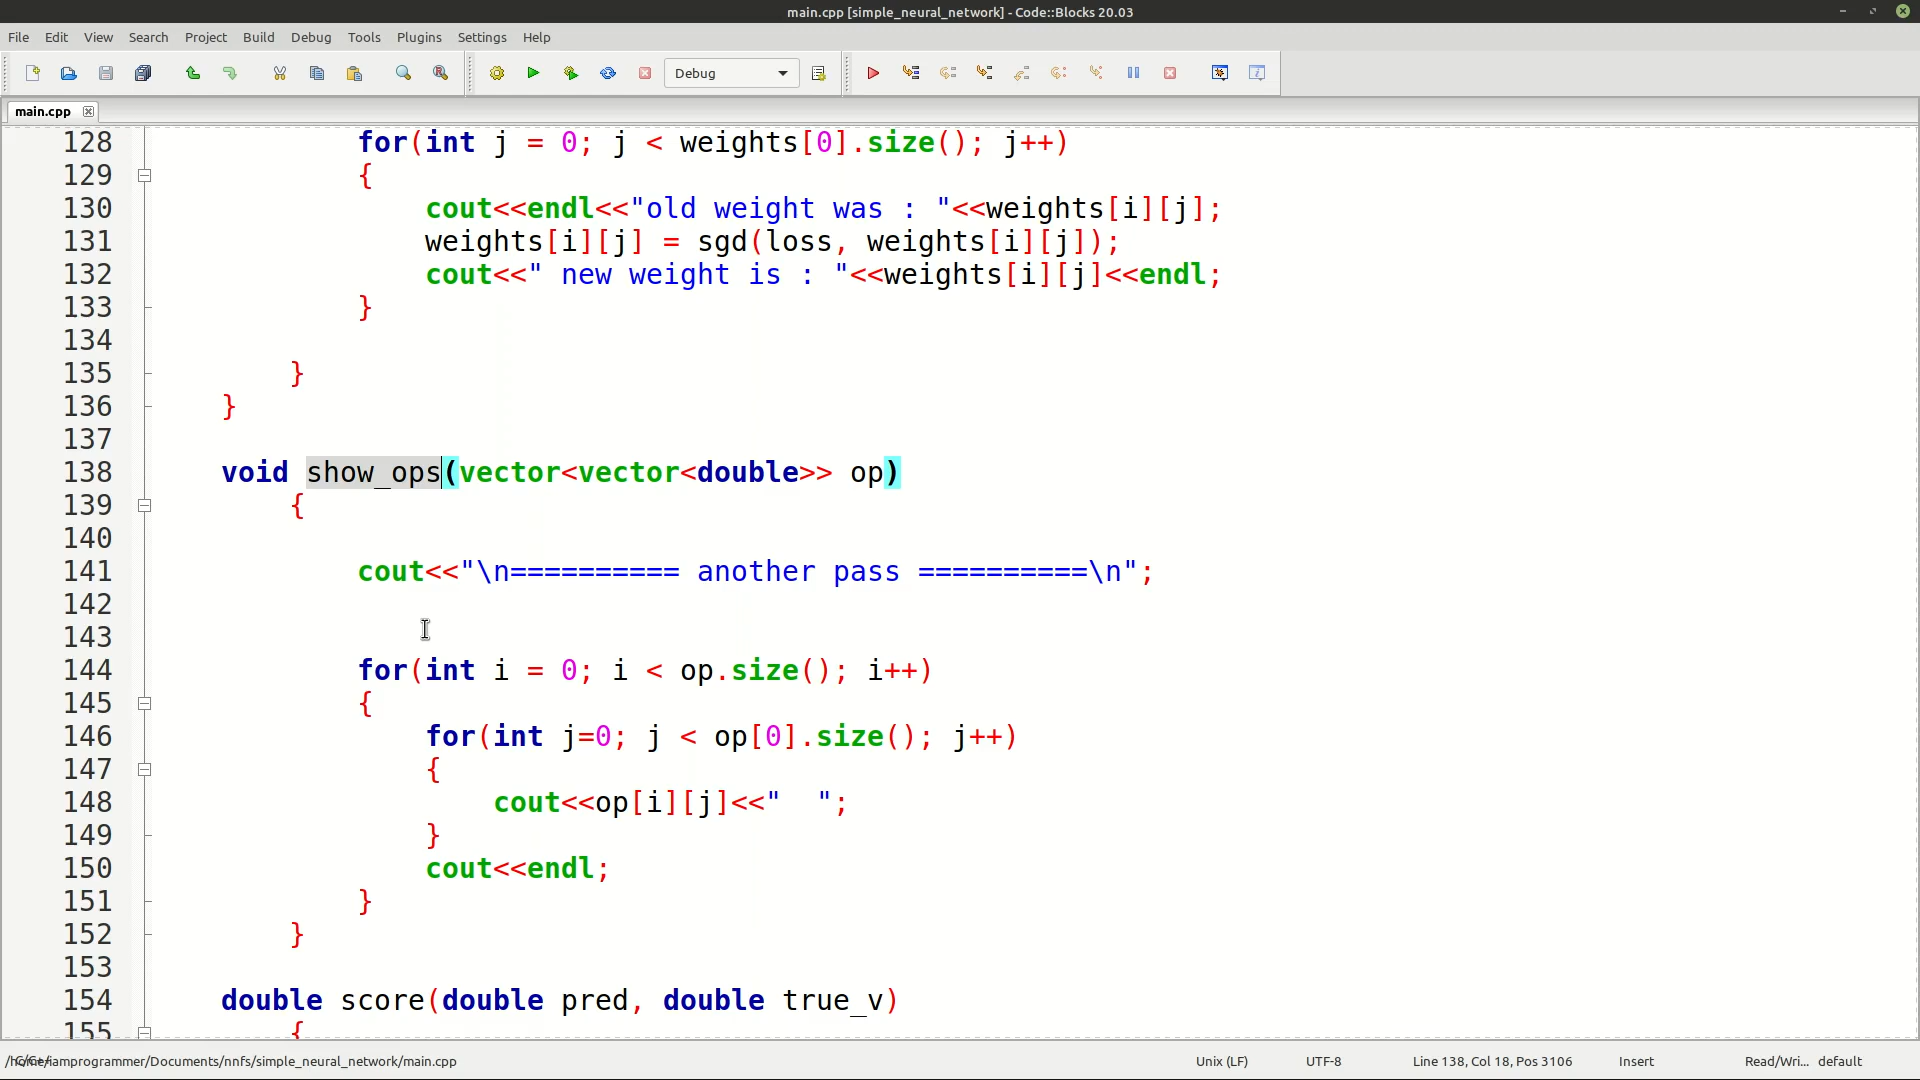 main.cpp [simple_neural_network] - Code::Blocks 20.03
File Edit View Search Project Build Debug Tools Plugins Settings Help
Debug
main.cpp
128 for(int j = 0; j < weights[0].size(); j++)
129 {
130 cout<<endl<<"old weight was : "<<weights[i][j];
131 weights[i][j] = sgd(loss, weights[i][j]);
132 cout<<" new weight is : "<<weights[i][j]<<endl;
133 }
134
135 }
136 }
137
138 void show_ops(vector<vector<double>> op)
139 {
140
141 cout<<"\n========== another pass ==========\n";
142
143
144 for(int i = 0; i < op.size(); i++)
145 {
146 for(int j=0; j < op[0].size(); j++)
147 {
148 cout<<op[i][j]<<"  ";
149 }
150 cout<<endl;
151 }
152 }
153
154 double score(double pred, double true_v)
155 {
/home/iamprogrammer/Documents/nnfs/simple_neural_network/main.cpp Unix (LF) UTF-8 Line 138, Col 18, Pos 3106 Insert Read/Wri... default